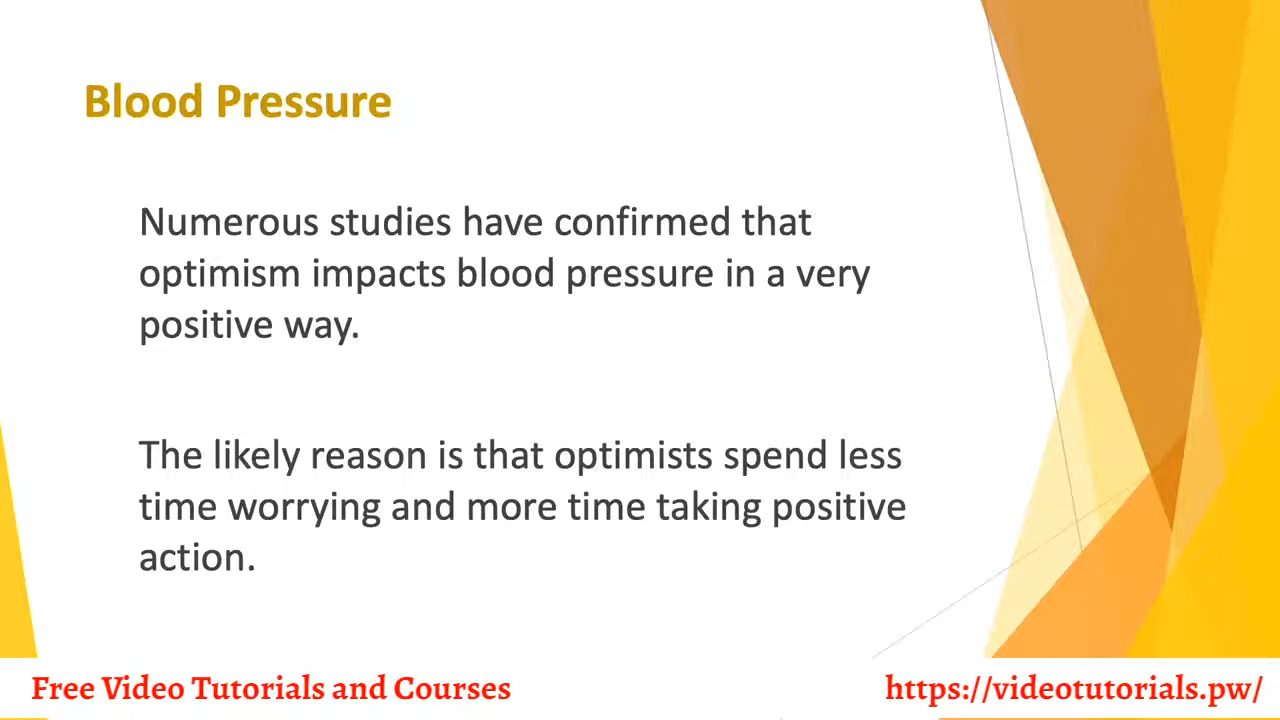 Blood Pressure
Numerous studies have confirmed that
optimism impacts blood pressure in a very
positive way.
The likely reason is that optimists spend less
time worrying and more time taking positive
action.
Free Video Tutorials and Courses
https://videotutorials.pw/